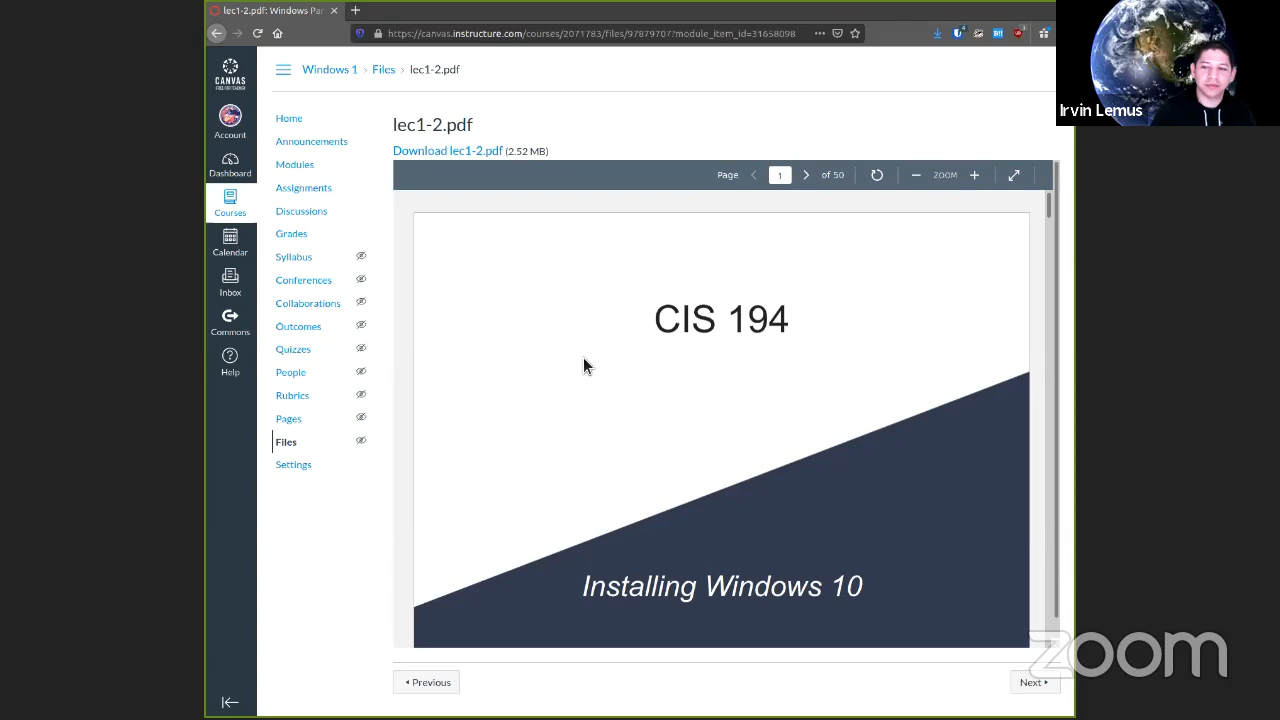 lec1-2.pdf: Windows Par
https://canvas.instructure.com/courses/2071783/files/97879707?module_item_id=31658098
Irvin Lemus
CANVAS
FREE FOR TEACHER
Account
Dashboard
Courses
Calendar
Inbox
Commons
Help
Windows 1 › Files › lec1-2.pdf
Home
Announcements
Modules
Assignments
Discussions
Grades
Syllabus
Conferences
Collaborations
Outcomes
Quizzes
People
Rubrics
Pages
Files
Settings
lec1-2.pdf
Download lec1-2.pdf (2.52 MB)
Page 1 of 50 ZOOM
CIS 194
Installing Windows 10
Previous
Next
zoom